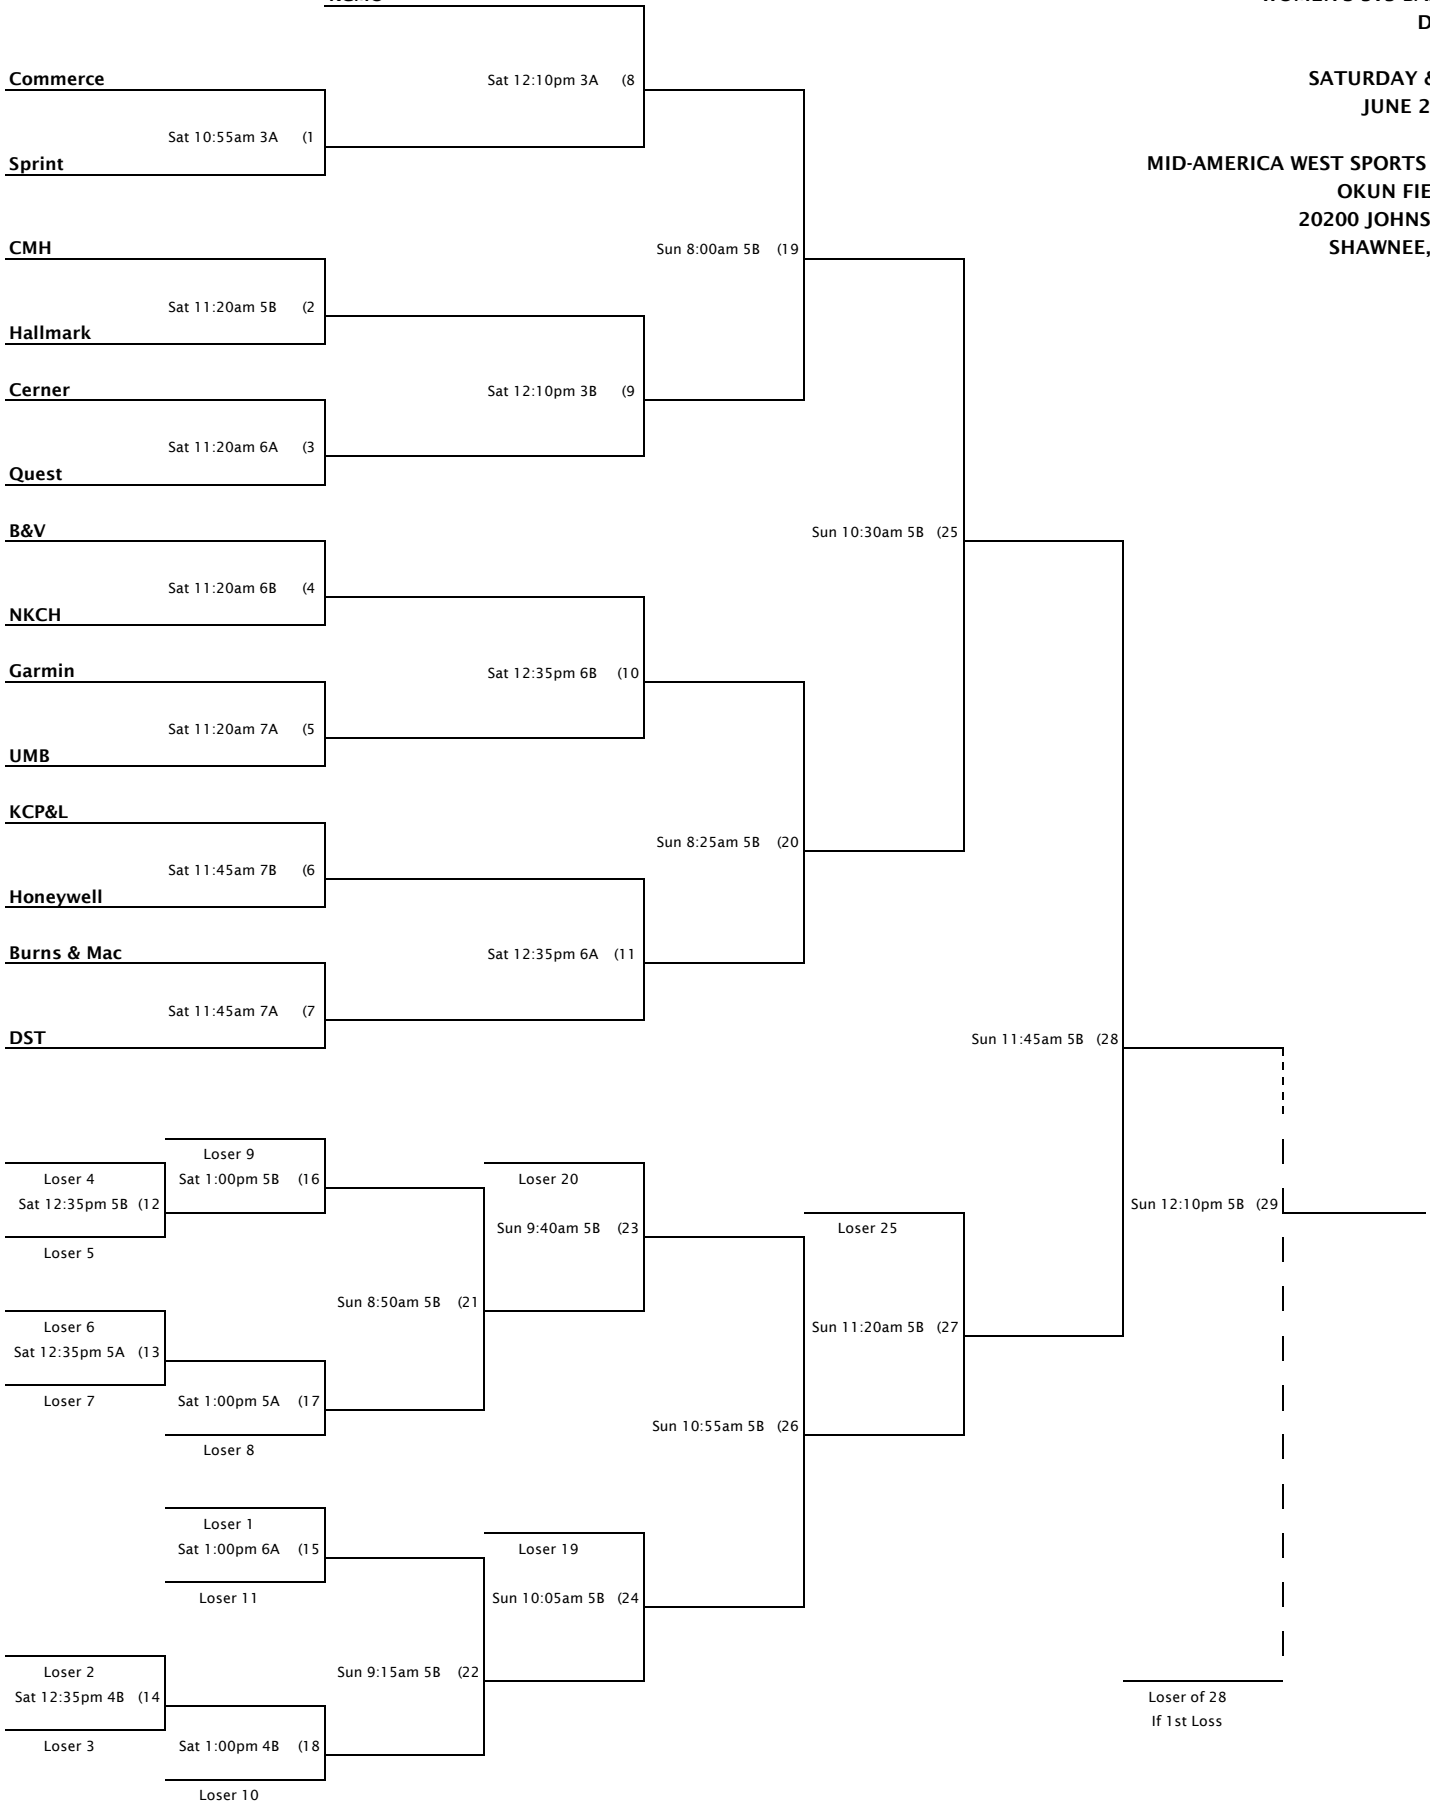 D
Commerce
Sat 12:10pm 3A (8
SATURDAY &
JUNE 2
Sat 10:55am 3A (1
Sprint
MID-AMERICA WEST SPORTS
OKUN FIE
20200 JOHNS
CMH
Sun 8:00am 5B (19
SHAWNEE,
Sat 11:20am 5B (2
Hallmark
Cerner
Sat 12:10pm 3B (9
Sat 11:20am 6A (3
Quest
B&V
Sun 10:30am 5B (25
Sat 11:20am 6B (4
NKCH
Garmin
Sat 12:35pm 6B (10
Sat 11:20am 7A (5
UMB
KCP&L
Sun 8:25am 5B (20
Sat 11:45am 7B (6
Honeywell
Burns & Mac
Sat 12:35pm 6A (11
Sat 11:45am 7A (7
DST
Sun 11:45am 5B (28
Loser 9
Loser 4
Sat 1:00pm 5B (16
Loser 20
Sat 12:35pm 5B (12
Sun 12:10pm 5B (29
Sun 9:40am 5B (23
Loser 25
Loser 5
Sun 8:50am 5B (21
Loser 6
Sun 11:20am 5B (27
Sat 12:35pm 5A (13
Loser 7
Sat 1:00pm 5A (17
Sun 10:55am 5B (26
Loser 8
Loser 1
Sat 1:00pm 6A (15
Loser 19
Loser 11
Sun 10:05am 5B (24
Loser 2
Sun 9:15am 5B (22
Sat 12:35pm 4B (14
Loser of 28
If 1st Loss
Loser 3
Sat 1:00pm 4B (18
Loser 10